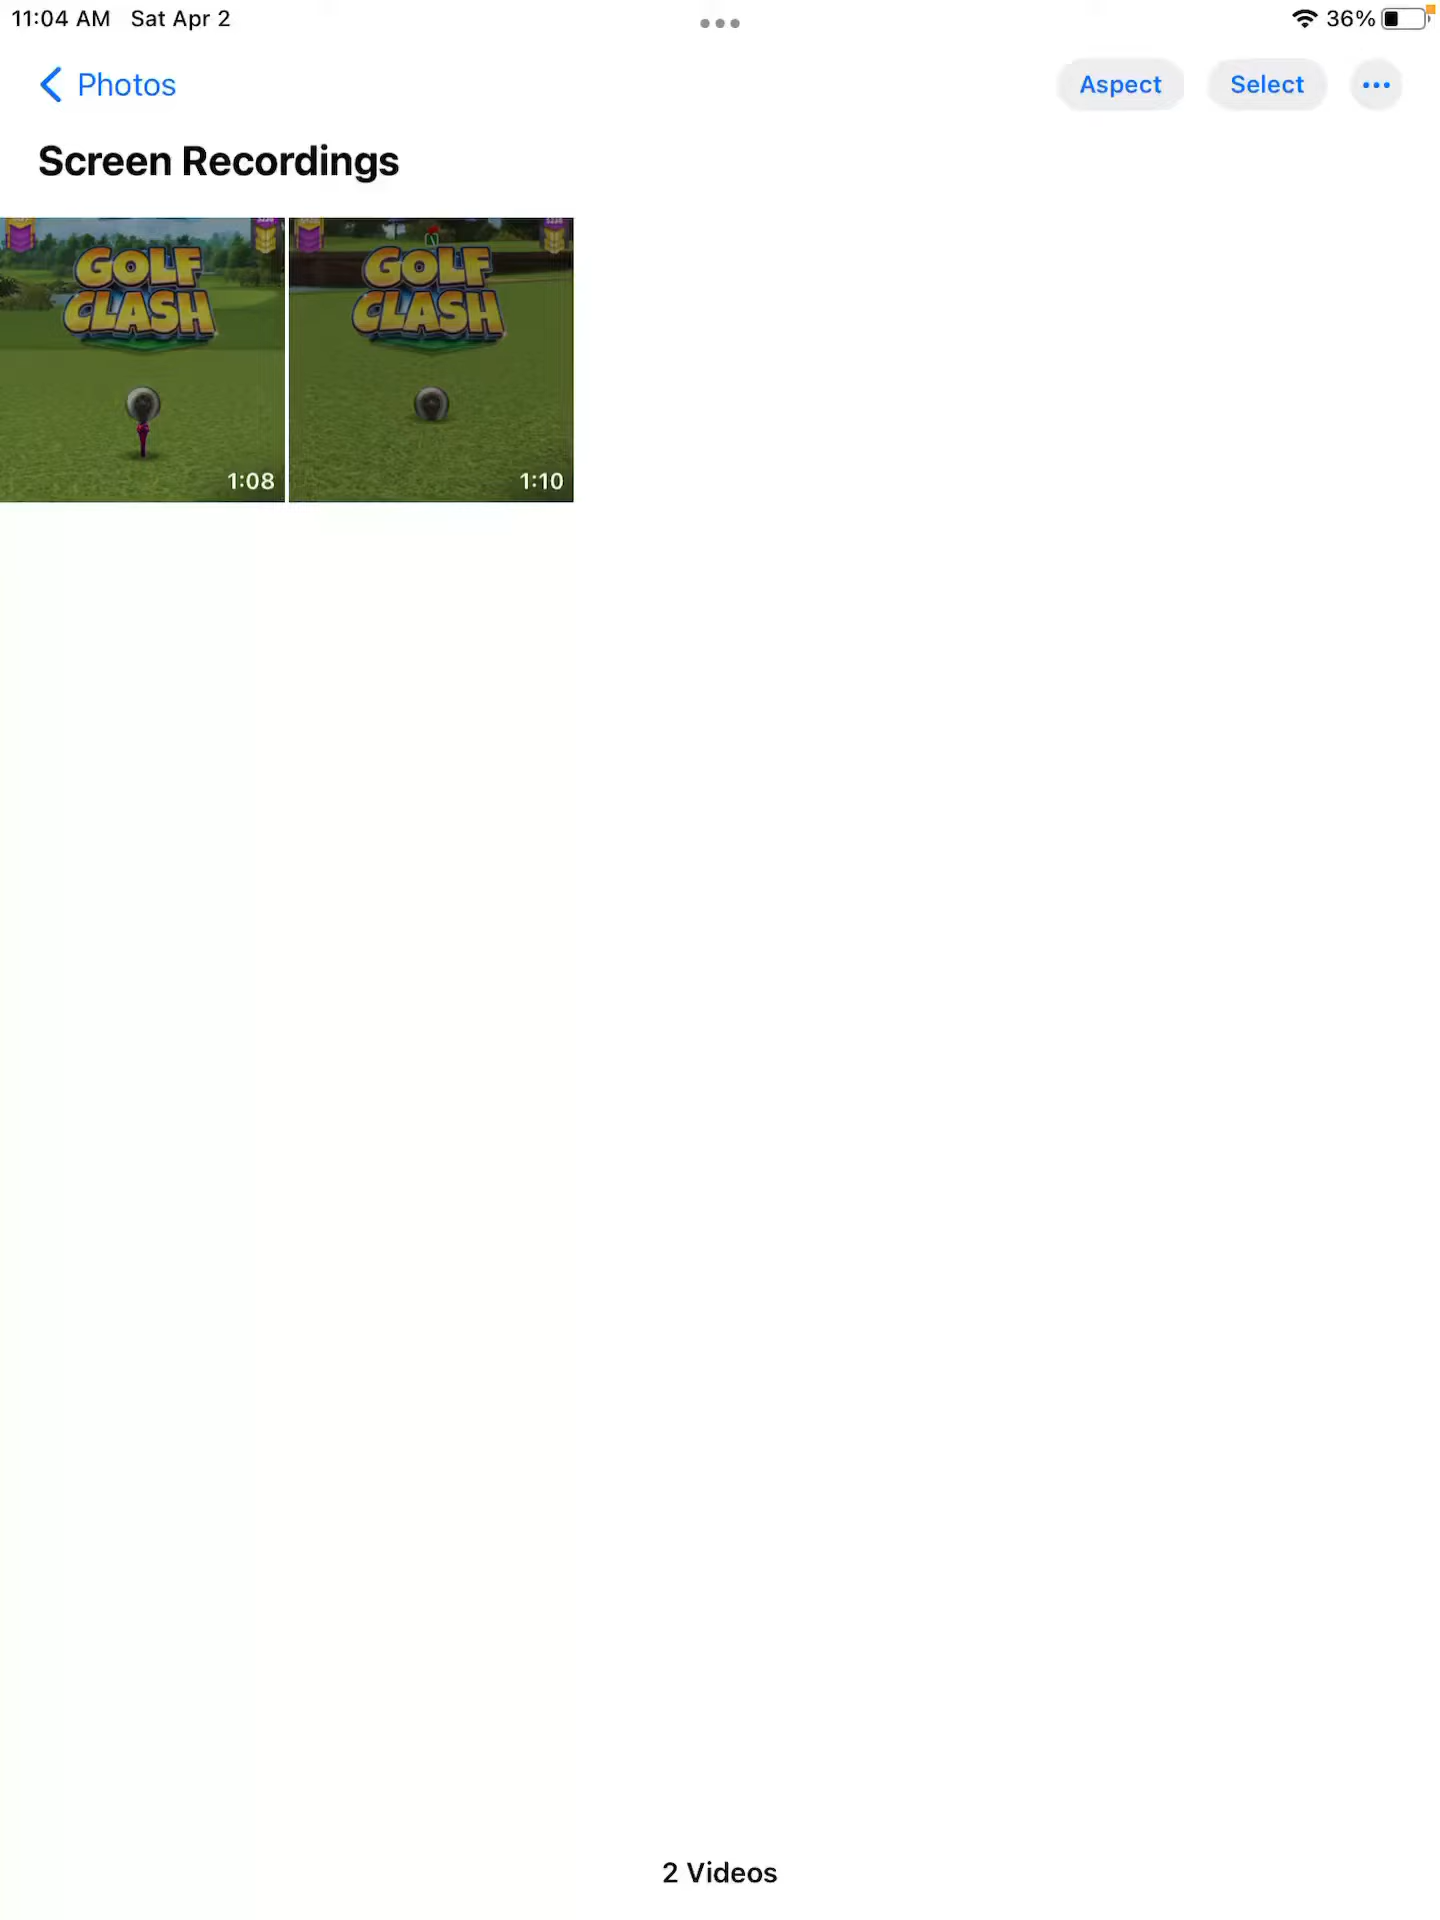 11:04 AM Sat Apr 2
36%
Photos
Aspect
Select
Screen Recordings
GOLF
CLASH
1:08
GOLF
CLASH
1:10
2 Videos